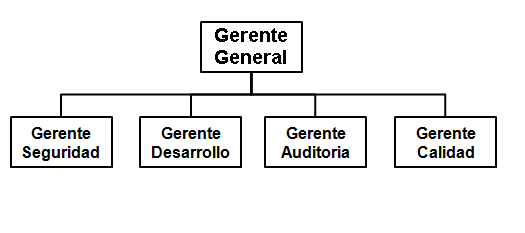 Gerente
General
Gerente
Seguridad
Gerente
Desarrollo
Gerente
Auditoria
Gerente
Calidad